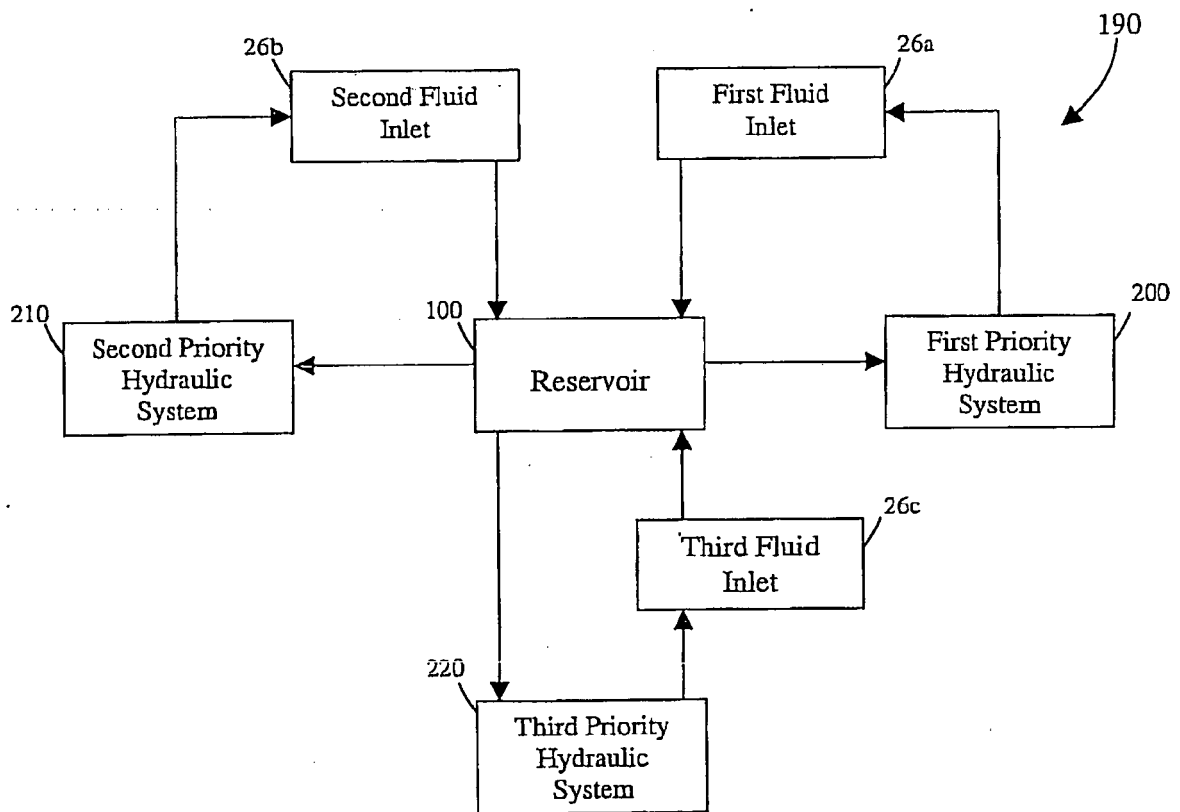 190
26b
Second Fluid
Inlet
26a
First Fluid
Inlet
210
Second Priority
Hydraulic
System
100
Reservoir
200
First Priority
Hydraulic
System
26c
Third Fluid
Inlet
220
Third Priority
Hydraulic
System